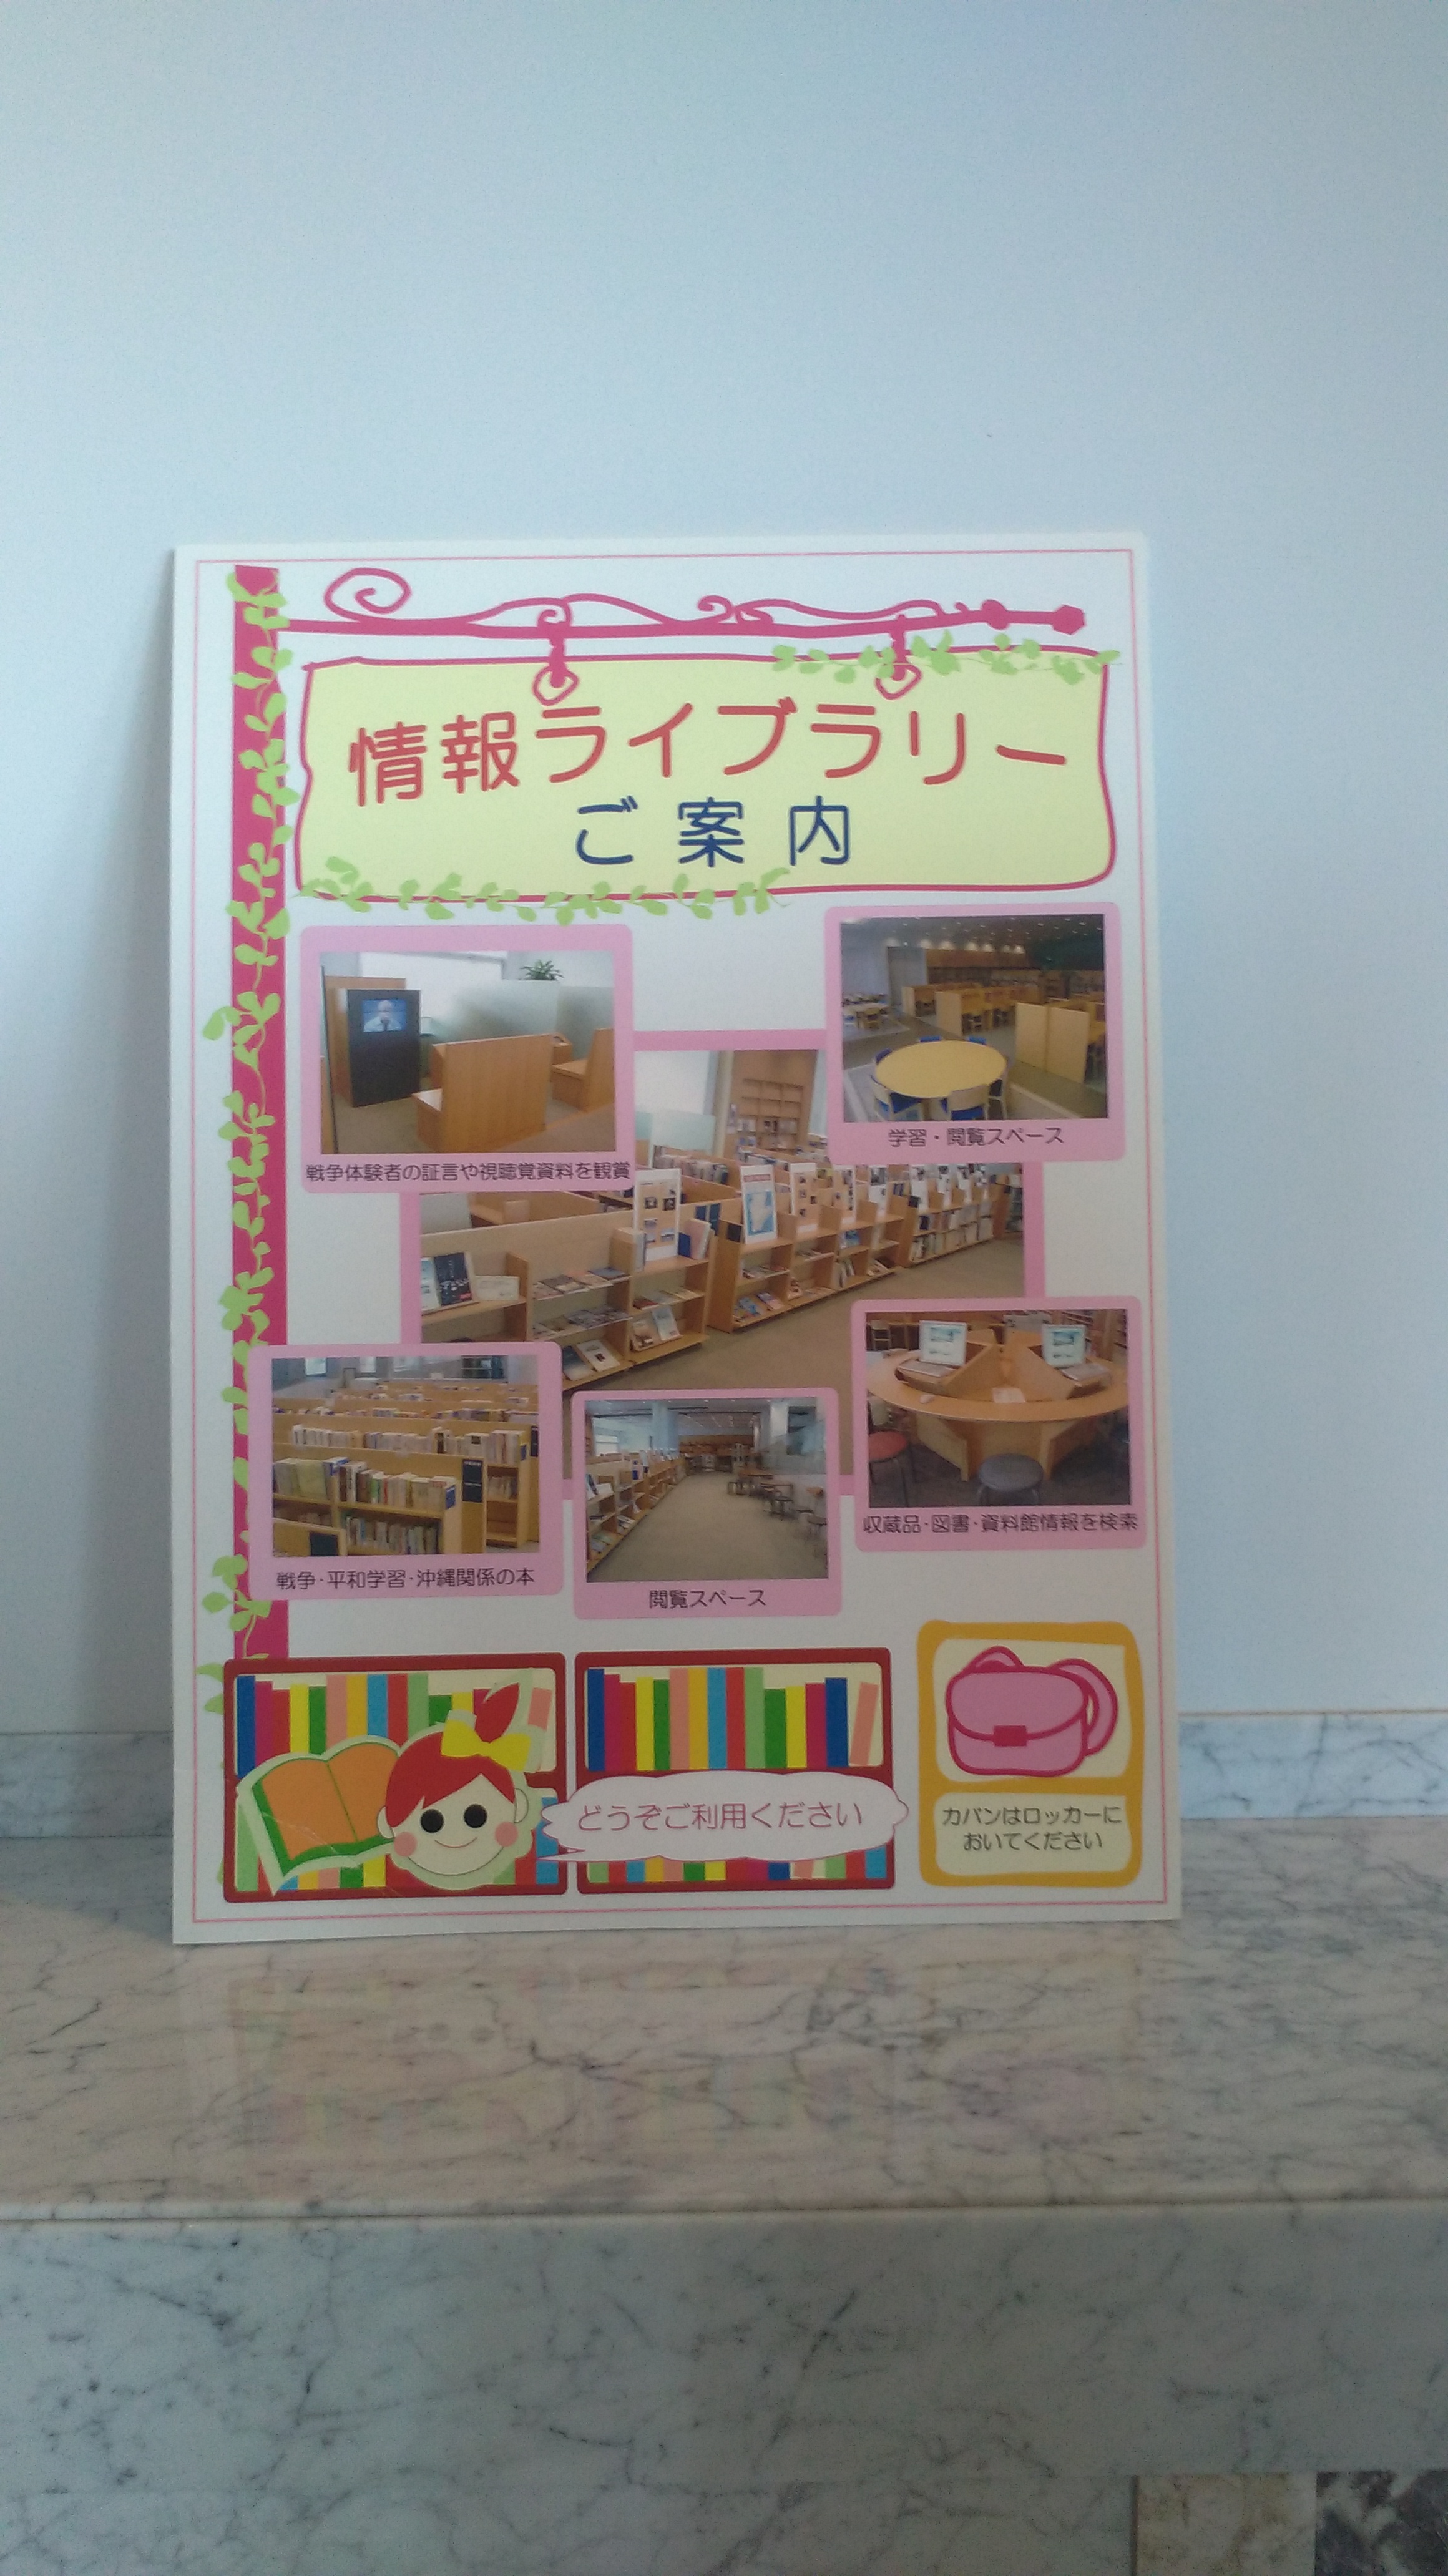 情報ライブラリー
ご案内
戦争体験者の証言や視聴覚資料を観賞
学習・閲覧スペース
収蔵品・図書・資料館情報を検索
戦争・平和学習・沖縄関係の本
閲覧スペース
どうぞご利用ください
カバンはロッカーに
おいてください